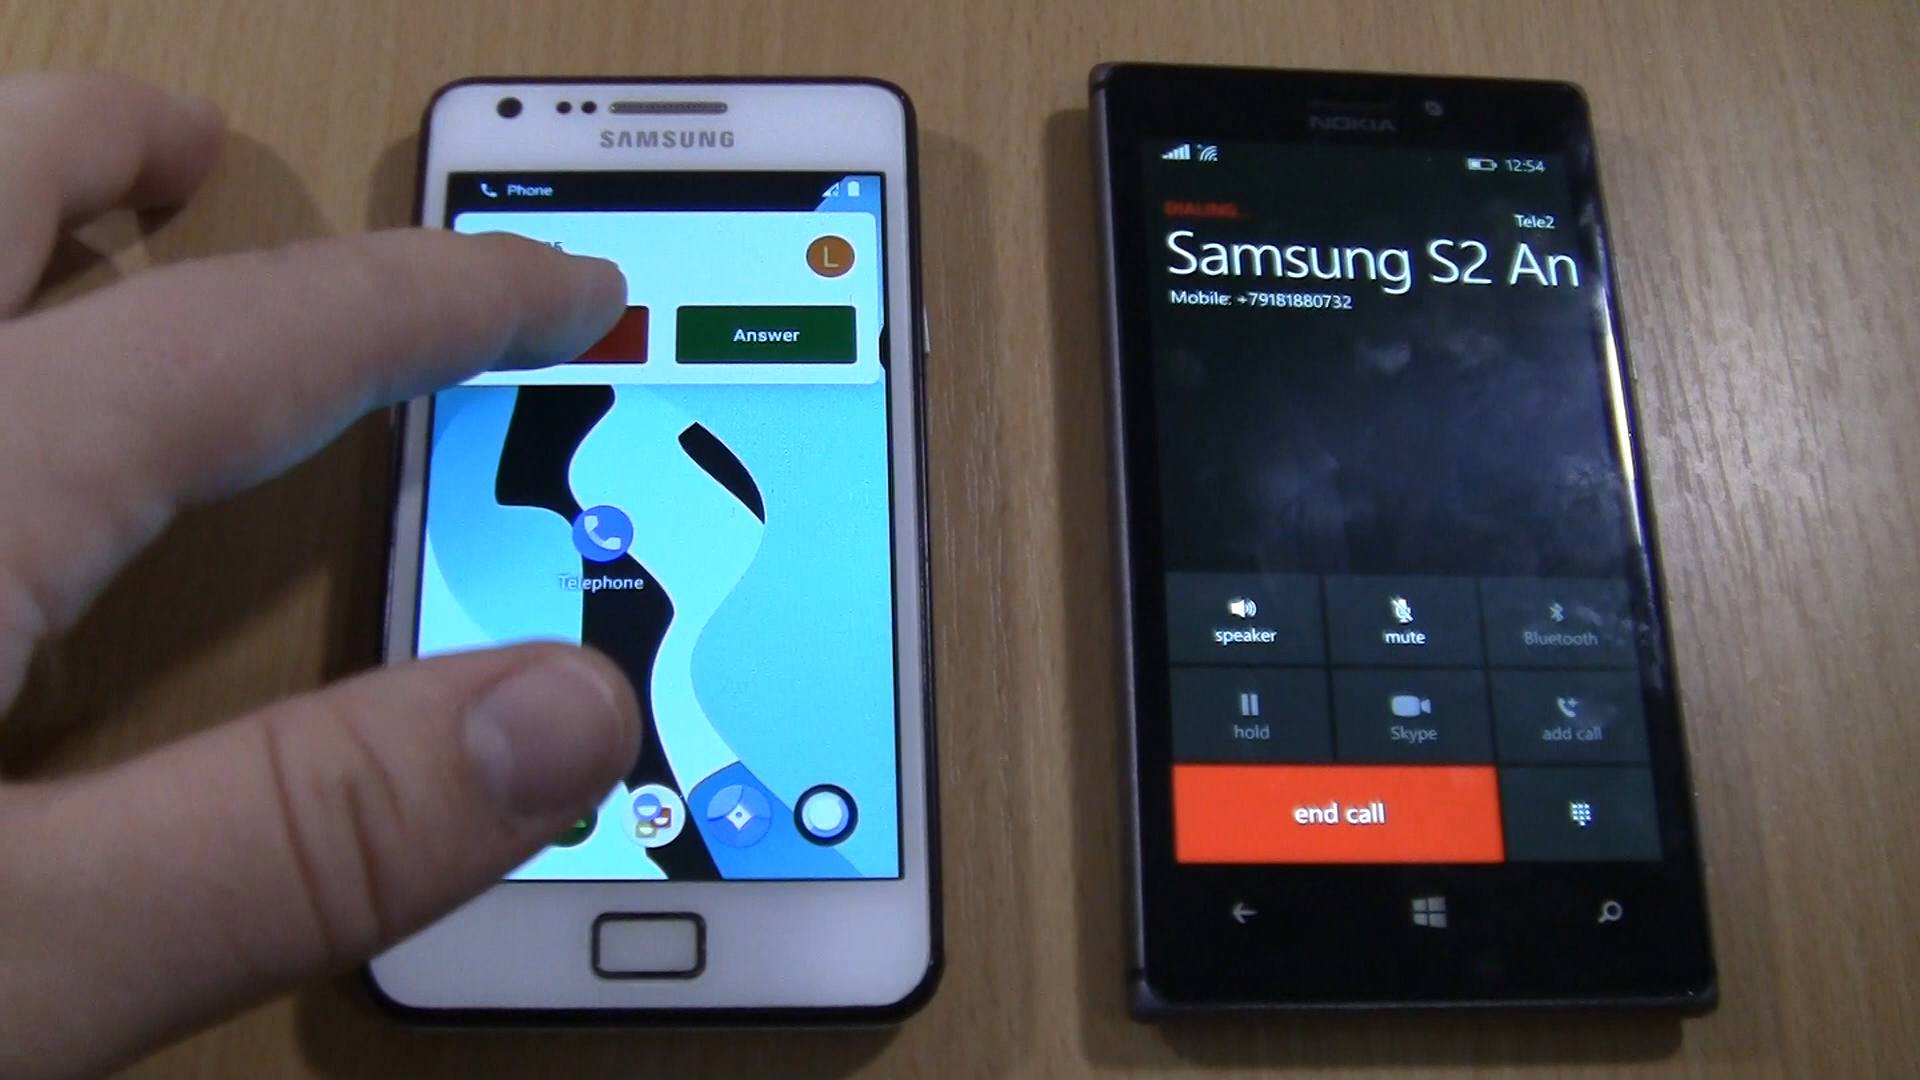 SAMSUNG
Phone
L
Answer
Telephone
NOKIA
12:54
DIALING...
Tele2
Samsung S2 An
Mobile: +79181880732
speaker
mute
Bluetooth
hold
Skype
add call
end call